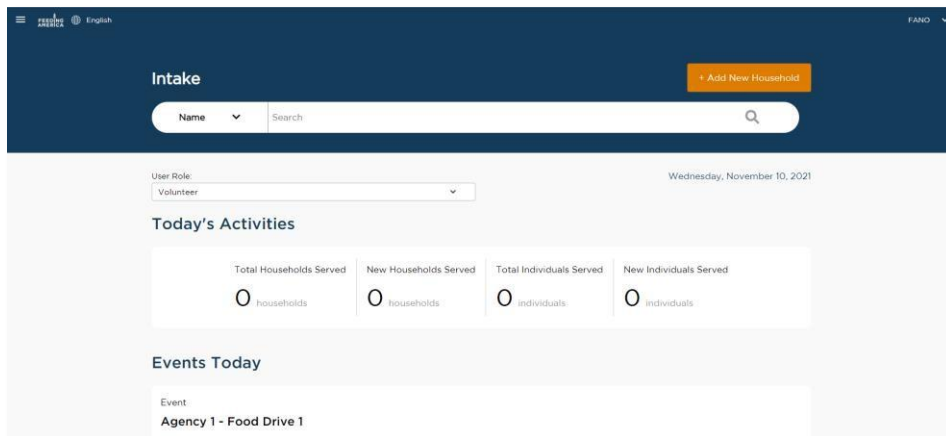 FEEDING AMERICA English FANO
Intake
+ Add New Household
Name Search
User Role:
Wednesday, November 10, 2021
Volunteer
Today's Activities
Total Households Served New Households Served Total Individuals Served New Individuals Served
0 households 0 households 0 individuals 0 individuals
Events Today
Event
Agency 1 - Food Drive 1